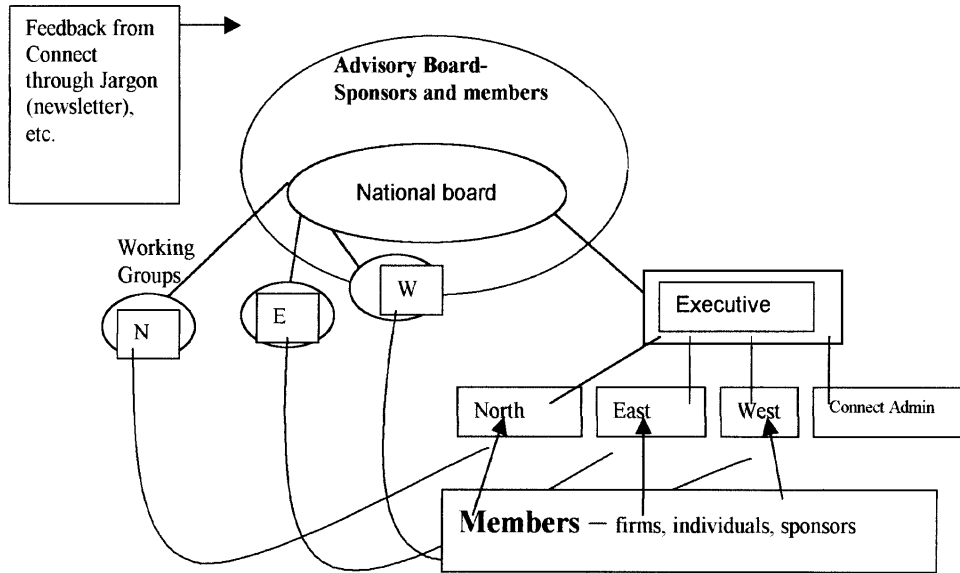 Feedback from
Connect
through Jargon
(newsletter),
etc.
Advisory Board-
Sponsors and members
National board
Working
Groups
N
E
W
Executive
North
East
West
Connect Admin
Members – firms, individuals, sponsors